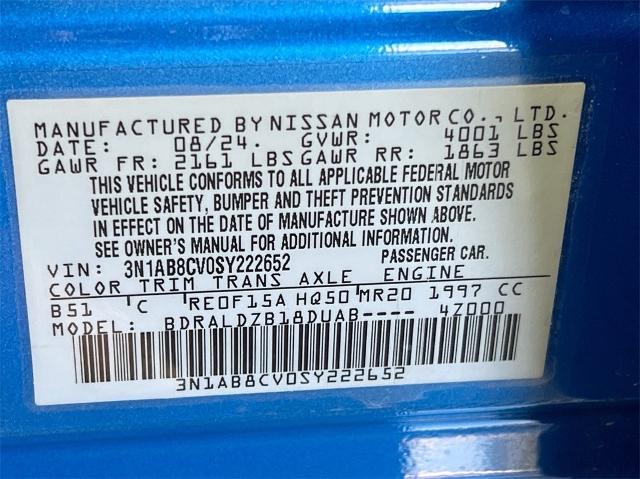 MANUFACTURED BY NISSAN MOTOR CO., LTD.
DATE: 08/24. GVWR: 4001 LBS
GAWR FR: 2161 LBS GAWR RR: 1863 LBS
THIS VEHICLE CONFORMS TO ALL APPLICABLE FEDERAL MOTOR
VEHICLE SAFETY, BUMPER AND THEFT PREVENTION STANDARDS
IN EFFECT ON THE DATE OF MANUFACTURE SHOWN ABOVE.
SEE OWNER'S MANUAL FOR ADDITIONAL INFORMATION.
VIN: 3N1AB8CV0SY222652 PASSENGER CAR.
COLOR TRIM TRANS AXLE ENGINE
B51 C RE0F15A HQ50 MR20 1997 CC
MODEL: BDRALDZB18DUAB---- 4Z000
3N1AB8CV0SY222652